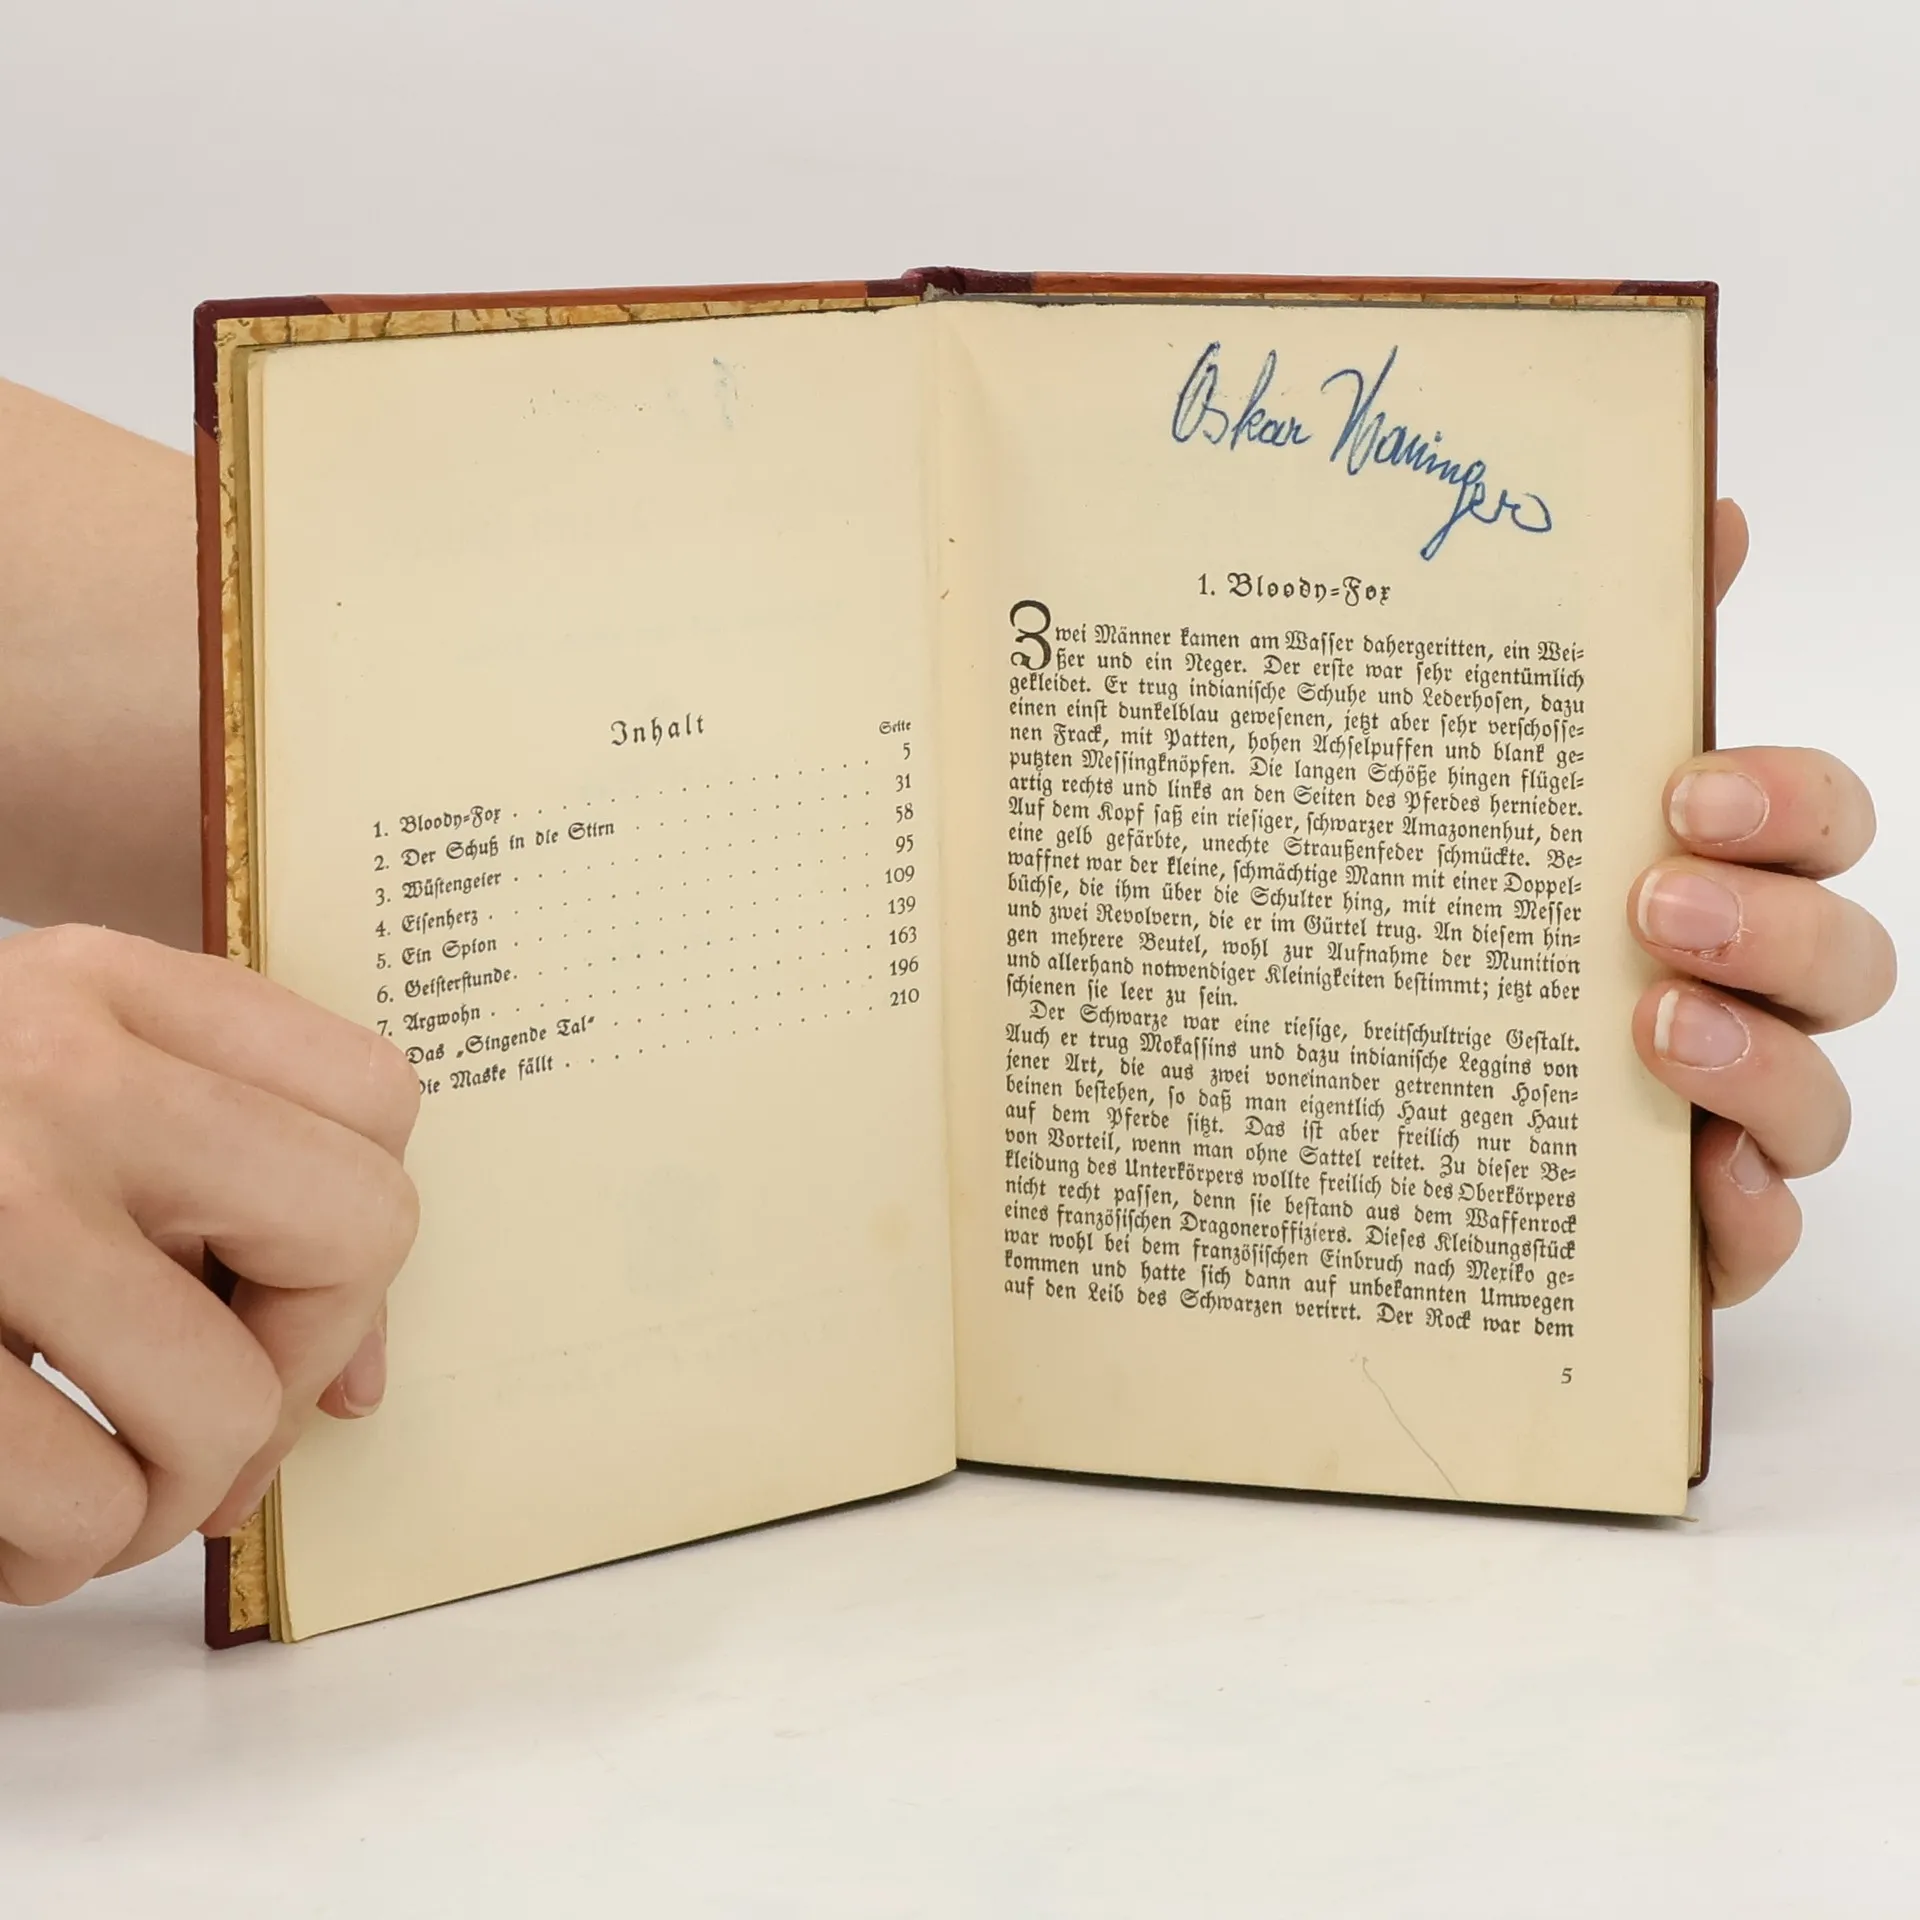 Inhalt
Seite
1. Bloody-Fox . . . . . . . . . . . . . . 5
2. Der Schuß in die Stirn . . . . . . . . . . 31
3. Wüstengeier . . . . . . . . . . . . . . 58
4. Eisenherz . . . . . . . . . . . . . . . 95
5. Ein Spion . . . . . . . . . . . . . . . 109
6. Geisterstunde. . . . . . . . . . . . . . 139
7. Argwohn . . . . . . . . . . . . . . . 163
Das „Singende Tal“ . . . . . . . . . . . 196
Die Maske fällt . . . . . . . . . . . . . 210
Oskar
1. Bloody-Fox
Zwei Männer kamen am Wasser dahergeritten, ein Wei-
ßer und ein Neger. Der erste war sehr eigentümlich
gekleidet. Er trug indianische Schuhe und Lederhosen, dazu
einen einst dunkelblau gewesenen, jetzt aber sehr verschosse-
nen Frack, mit Patten, hohen Achselpuffen und blank ge-
putzten Messingknöpfen. Die langen Schöße hingen flügel-
artig rechts und links an den Seiten des Pferdes hernieder.
Auf dem Kopf saß ein riesiger, schwarzer Amazonenhut, den
eine gelb gefärbte, unechte Straußenfeder schmückte. Be-
waffnet war der kleine, schmächtige Mann mit einer Doppel-
büchse, die ihm über die Schulter hing, mit einem Messer
und zwei Revolvern, die er im Gürtel trug. An diesem hin-
gen mehrere Beutel, wohl zur Aufnahme der Munition
und allerhand notwendiger Kleinigkeiten bestimmt; jetzt aber
schienen sie leer zu sein.
Der Schwarze war eine riesige, breitschultrige Gestalt.
Auch er trug Mokassins und dazu indianische Leggins von
jener Art, die aus zwei voneinander getrennten Hosen-
beinen bestehen, so daß man eigentlich Haut gegen Haut
auf dem Pferde sitzt. Das ist aber freilich nur dann
von Vorteil, wenn man ohne Sattel reitet. Zu dieser Be-
kleidung des Unterkörpers wollte freilich die des Oberkörpers
nicht recht passen, denn sie bestand aus dem Waffenrock
eines französischen Dragoneroffiziers. Dieses Kleidungsstück
war wohl bei dem französischen Einbruch nach Mexiko ge-
kommen und hatte sich dann auf unbekannten Umwegen
auf den Leib des Schwarzen verirrt. Der Rock war dem
5